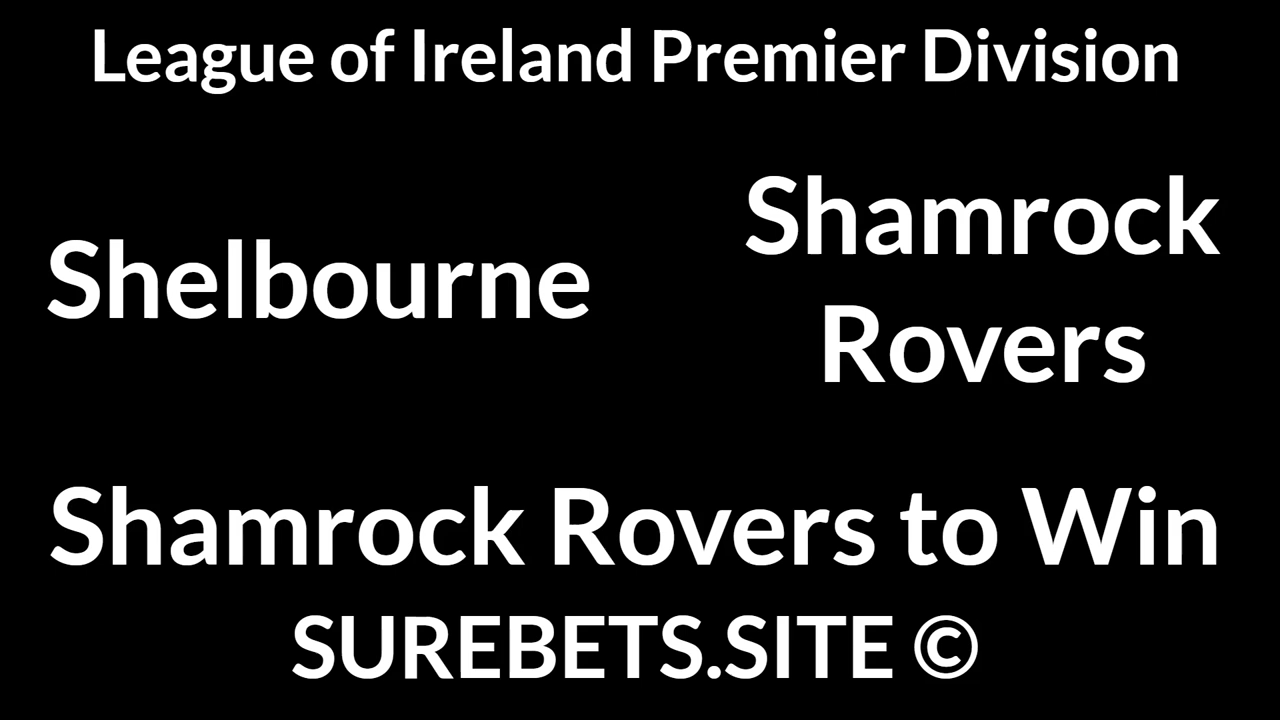 League of Ireland Premier Division
Shelbourne
Shamrock
Rovers
Shamrock Rovers to Win
SUREBETS.SITE ©